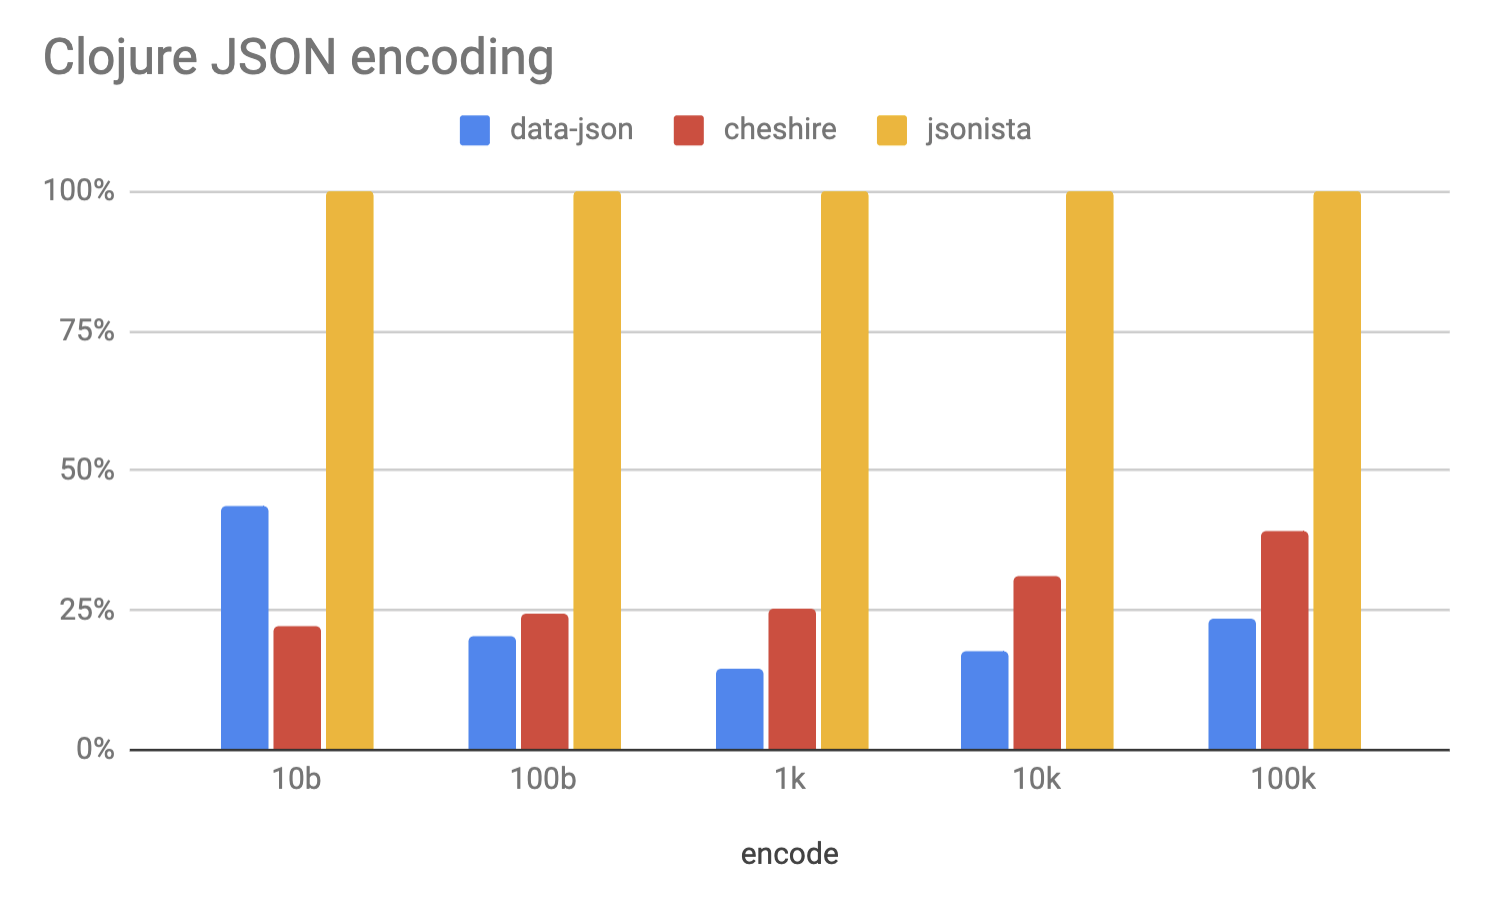 Clojure JSON encoding
data-json cheshire jsonista
100%
75%
50%
25%
0%
10b 100b 1k 10k 100k
encode